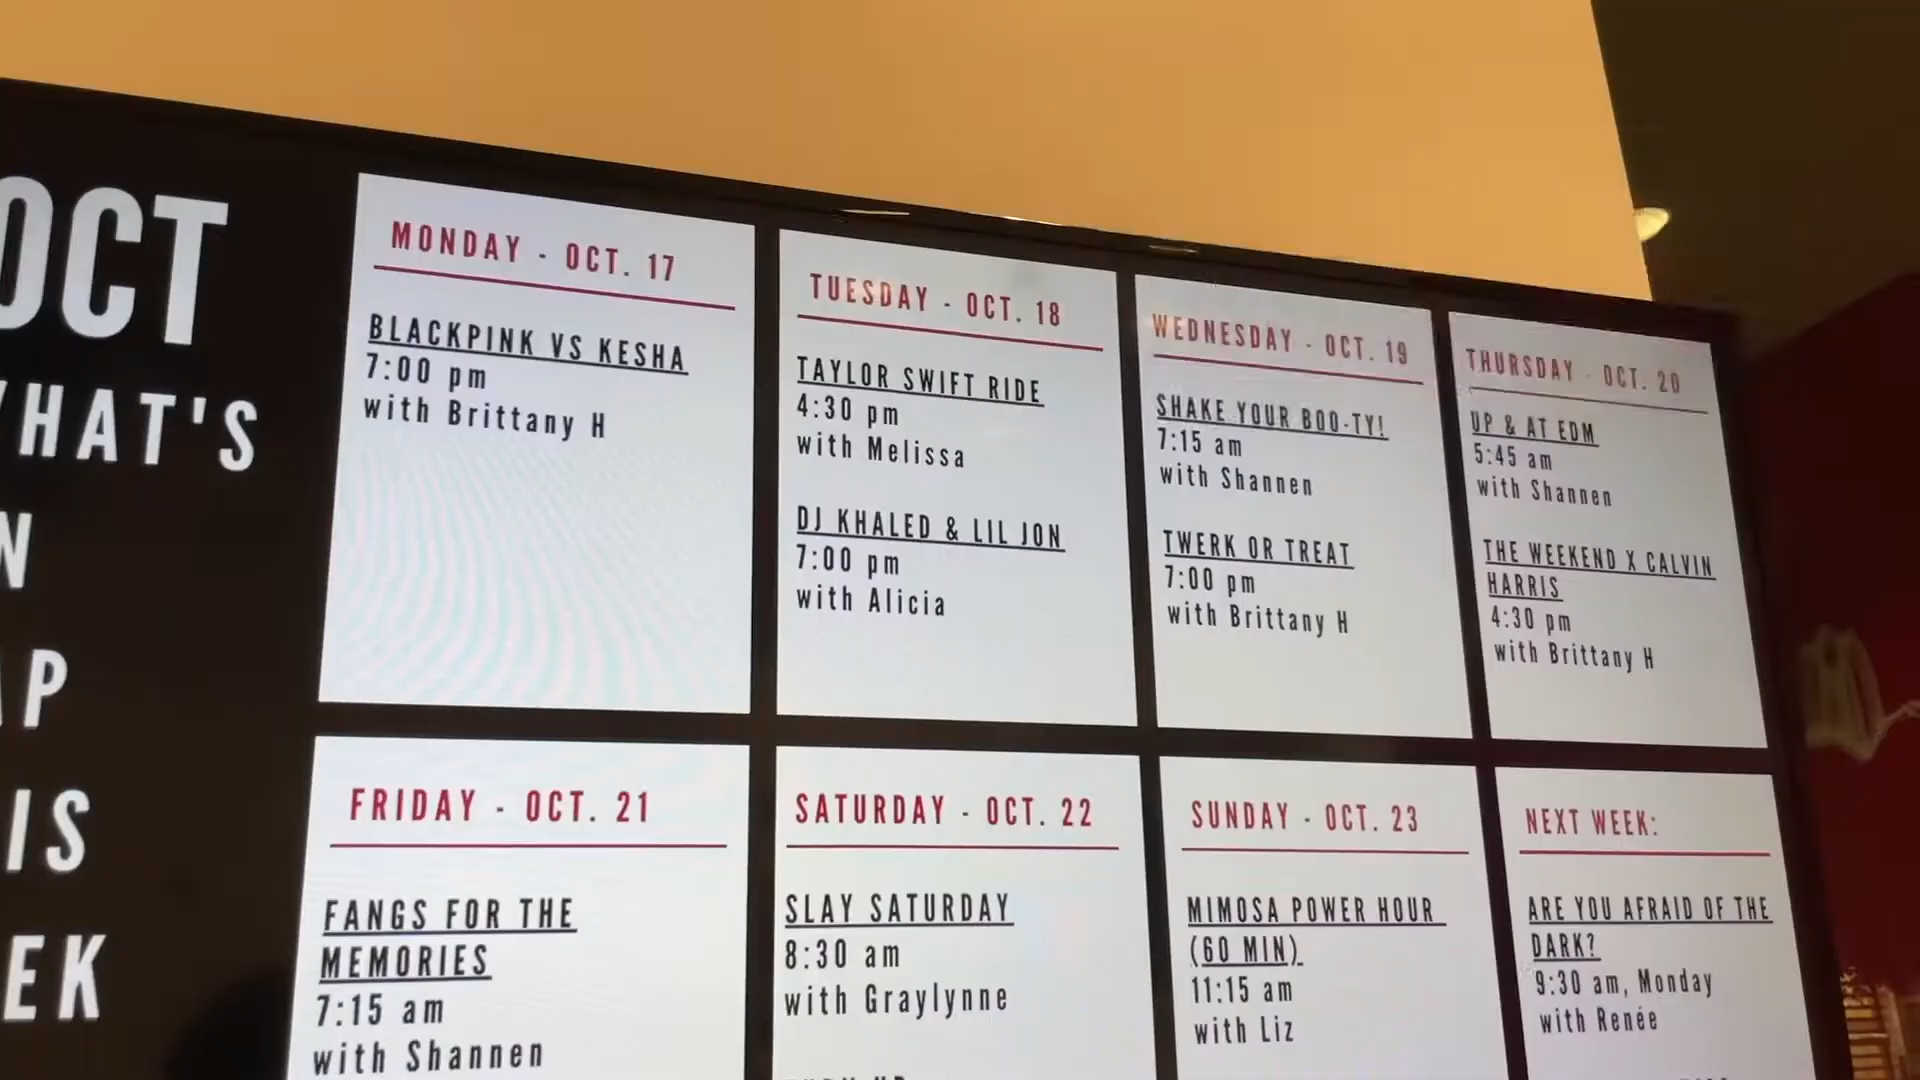 OCT
HAT'S
N
AP
IS
EK
MONDAY - OCT. 17
BLACKPINK VS KESHA
7:00 pm
with Brittany H
TUESDAY - OCT. 18
TAYLOR SWIFT RIDE
4:30 pm
with Melissa
DJ KHALED & LIL JON
7:00 pm
with Alicia
WEDNESDAY - OCT. 19
SHAKE YOUR BOO-TY!
7:15 am
with Shannen
TWERK OR TREAT
7:00 pm
with Brittany H
THURSDAY - OCT. 20
UP & AT EDM
5:45 am
with Shannen
THE WEEKEND X CALVIN
HARRIS
4:30 pm
with Brittany H
FRIDAY - OCT. 21
FANGS FOR THE
MEMORIES
7:15 am
with Shannen
SATURDAY - OCT. 22
SLAY SATURDAY
8:30 am
with Graylynne
SUNDAY - OCT. 23
MIMOSA POWER HOUR
(60 MIN)
11:15 am
with Liz
NEXT WEEK:
ARE YOU AFRAID OF THE
DARK?
9:30 am, Monday
with Renée